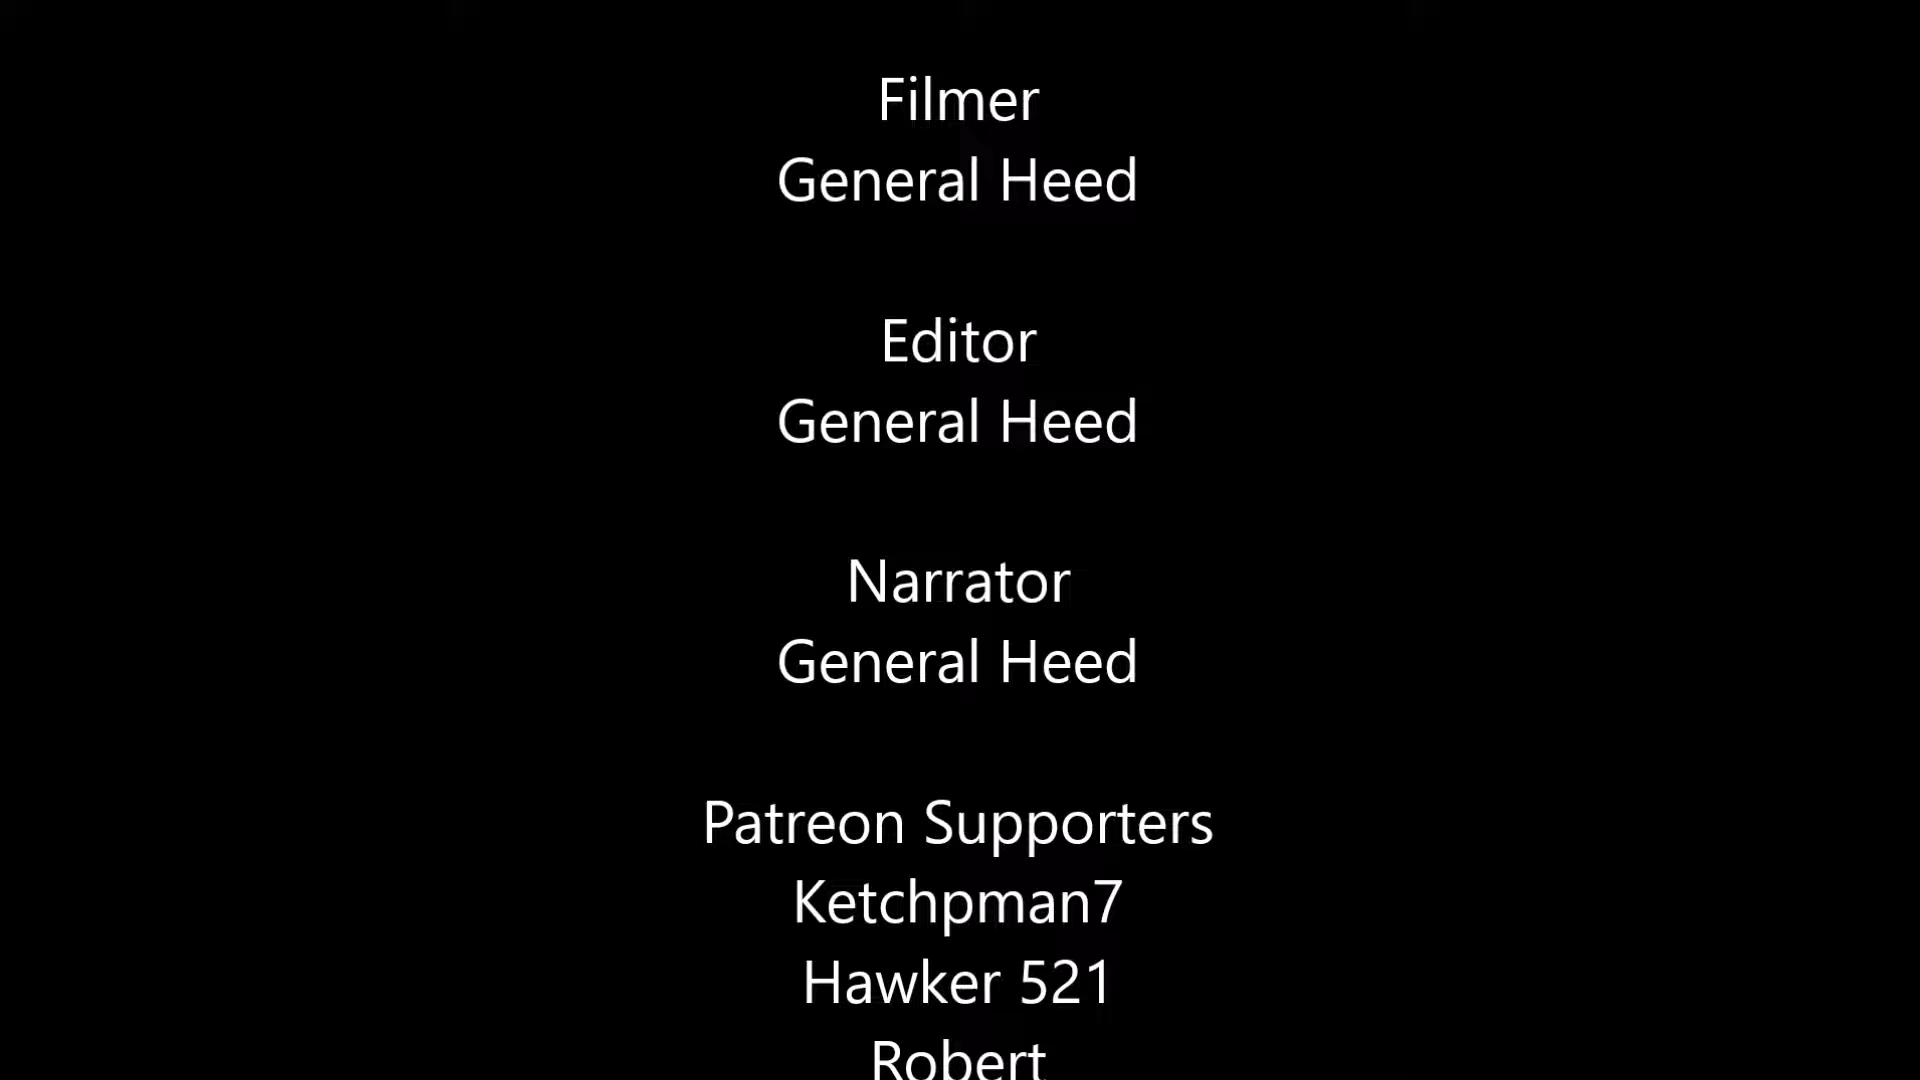 Filmer
General Heed
Editor
General Heed
Narrator
General Heed
Patreon Supporters
Ketchpman7
Hawker 521
Robert